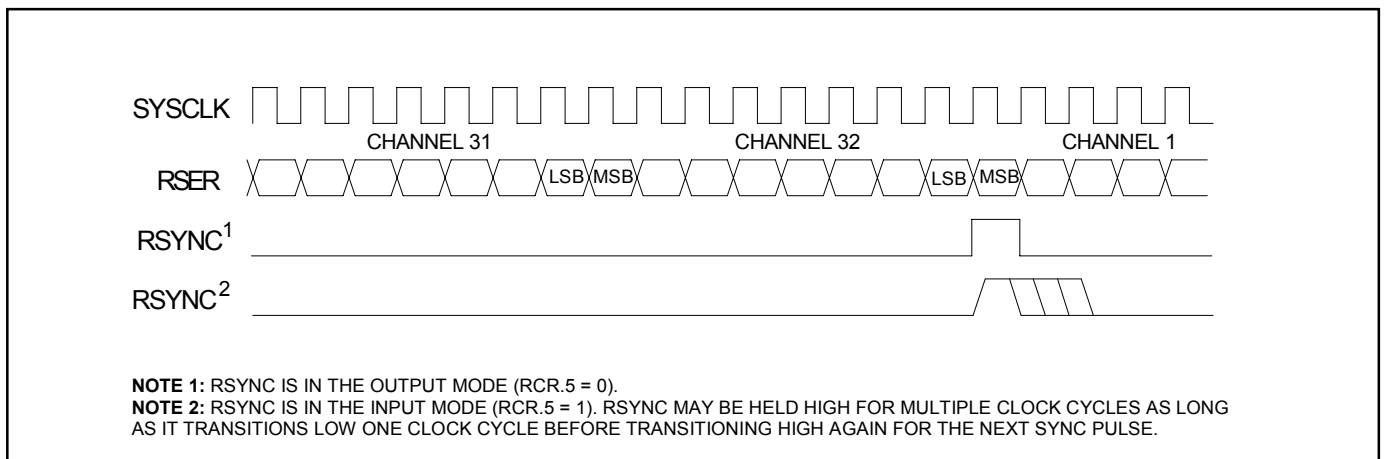 SYSCLK
CHANNEL 31 CHANNEL 32 CHANNEL 1
RSER LSB MSB LSB MSB
RSYNC1
RSYNC2
NOTE 1: RSYNC IS IN THE OUTPUT MODE (RCR.5 = 0).
NOTE 2: RSYNC IS IN THE INPUT MODE (RCR.5 = 1). RSYNC MAY BE HELD HIGH FOR MULTIPLE CLOCK CYCLES AS LONG
AS IT TRANSITIONS LOW ONE CLOCK CYCLE BEFORE TRANSITIONING HIGH AGAIN FOR THE NEXT SYNC PULSE.